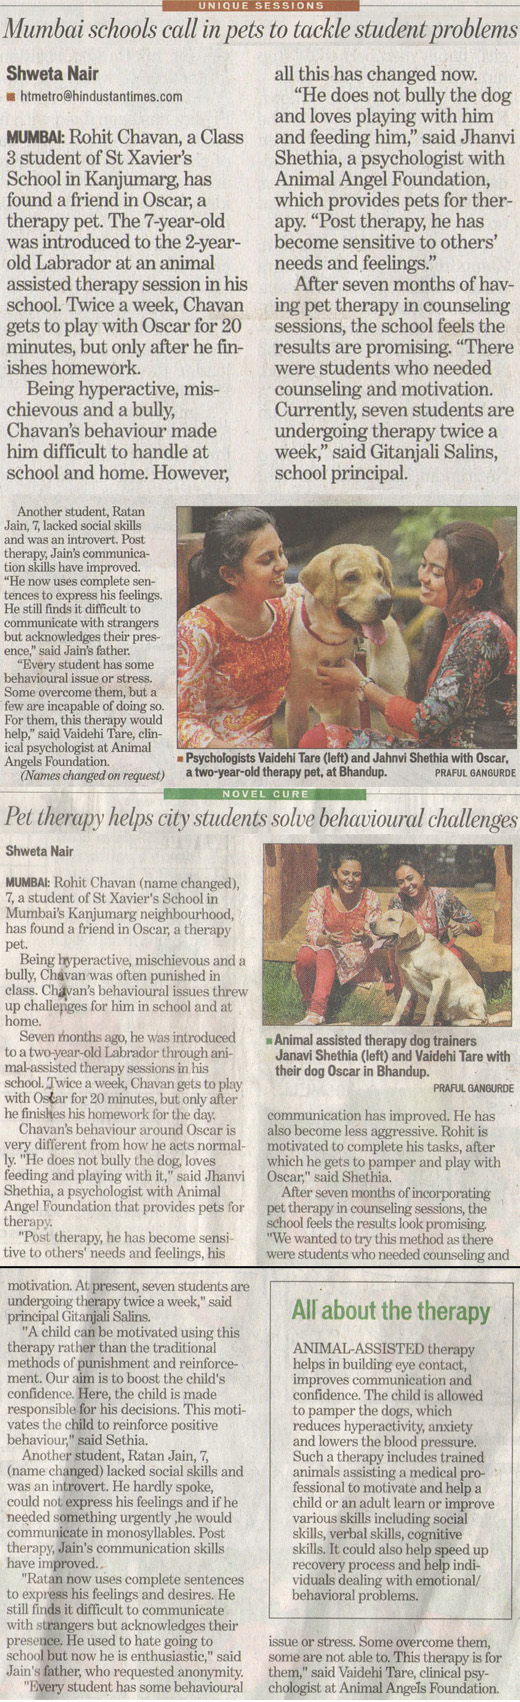 UNIQUE SESSIONS
Mumbai schools call in pets to tackle student problems
Shweta Nair
htmetro@hindustantimes.com
MUMBAI: Rohit Chavan, a Class
3 student of St Xavier's
School in Kanjumarg, has
found a friend in Oscar, a
therapy pet. The 7-year-old
was introduced to the 2-year-
old Labrador at an animal
assisted therapy session in his
school. Twice a week, Chavan
gets to play with Oscar for 20
minutes, but only after he fin-
ishes homework.
Being hyperactive, mis-
chievous and a bully,
Chavan's behaviour made
him difficult to handle at
school and home. However,
all this has changed now.
"He does not bully the dog
and loves playing with him
and feeding him," said Jhanvi
Shethia, a psychologist with
Animal Angel Foundation,
which provides pets for ther-
apy. "Post therapy, he has
become sensitive to others'
needs and feelings."
After seven months of hav-
ing pet therapy in counseling
sessions, the school feels the
results are promising. "There
were students who needed
counseling and motivation.
Currently, seven students are
undergoing therapy twice a
week," said Gitanjali Salins,
school principal.
Another student, Ratan
Jain, 7, lacked social skills
and was an introvert. Post
therapy, Jain's communica-
tion skills have improved.
"He now uses complete sen-
tences to express his feelings.
He still finds it difficult to
communicate with strangers
but acknowledges their pres-
ence," said Jain's father.
"Every student has some
behavioural issue or stress.
Some overcome them, but a
few are incapable of doing so.
For them, this therapy would
help," said Vaidehi Tare, clin-
ical psychologist at Animal
Angels Foundation.
(Names changed on request)
Psychologists Vaidehi Tare (left) and Jahnvi Shethia with Oscar,
a two-year-old therapy pet, at Bhandup. PRAFUL GANGURDE
NOVEL CURE
Pet therapy helps city students solve behavioural challenges
Shweta Nair
MUMBAI: Rohit Chavan (name changed),
7, a student of St Xavier's School in
Mumbai's Kanjumarg neighbourhood,
has found a friend in Oscar, a therapy
pet.
Being hyperactive, mischievous and a
bully, Chavan was often punished in
class. Chavan's behavioural issues threw
up challenges for him in school and at
home.
Seven months ago, he was introduced
to a two-year-old Labrador through ani-
mal-assisted therapy sessions in his
school. Twice a week, Chavan gets to play
with Oscar for 20 minutes, but only after
he finishes his homework for the day.
Chavan's behaviour around Oscar is
very different from how he acts normal-
ly. "He does not bully the dog, loves
feeding and playing with it," said Jhanvi
Shethia, a psychologist with Animal
Angel Foundation that provides pets for
therapy.
"Post therapy, he has become sensi-
tive to others' needs and feelings, his
Animal assisted therapy dog trainers
Janavi Shethia (left) and Vaidehi Tare with
their dog Oscar in Bhandup.
PRAFUL GANGURDE
communication has improved. He has
also become less aggressive. Rohit is
motivated to complete his tasks, after
which he gets to pamper and play with
Oscar," said Shethia.
After seven months of incorporating
pet therapy in counseling sessions, the
school feels the results look promising.
"We wanted to try this method as there
were students who needed counseling and
motivation. At present, seven students are
undergoing therapy twice a week," said
principal Gitanjali Salins.
"A child can be motivated using this
therapy rather than the traditional
methods of punishment and reinforce-
ment. Our aim is to boost the child's
confidence. Here, the child is made
responsible for his decisions. This moti-
vates the child to reinforce positive
behaviour," said Sethia.
Another student, Ratan Jain, 7,
(name changed) lacked social skills and
was an introvert. He hardly spoke,
could not express his feelings and if he
needed something urgently ,he would
communicate in monosyllables. Post
therapy, Jain's communication skills
have improved.
"Ratan now uses complete sentences
to express his feelings and desires. He
still finds it difficult to communicate
with strangers but acknowledges their
presence. He used to hate going to
school but now he is enthusiastic," said
Jain's father, who requested anonymity.
"Every student has some behavioural
All about the therapy
ANIMAL-ASSISTED therapy
helps in building eye contact,
improves communication and
confidence. The child is allowed
to pamper the dogs, which
reduces hyperactivity, anxiety
and lowers the blood pressure.
Such a therapy includes trained
animals assisting a medical pro-
fessional to motivate and help a
child or an adult learn or improve
various skills including social
skills, verbal skills, cognitive
skills. It could also help speed up
recovery process and help indi-
viduals dealing with emotional/
behavioral problems.
issue or stress. Some overcome them,
some are not able to. This therapy is for
them," said Vaidehi Tare, clinical psy-
chologist at Animal Angels Foundation.